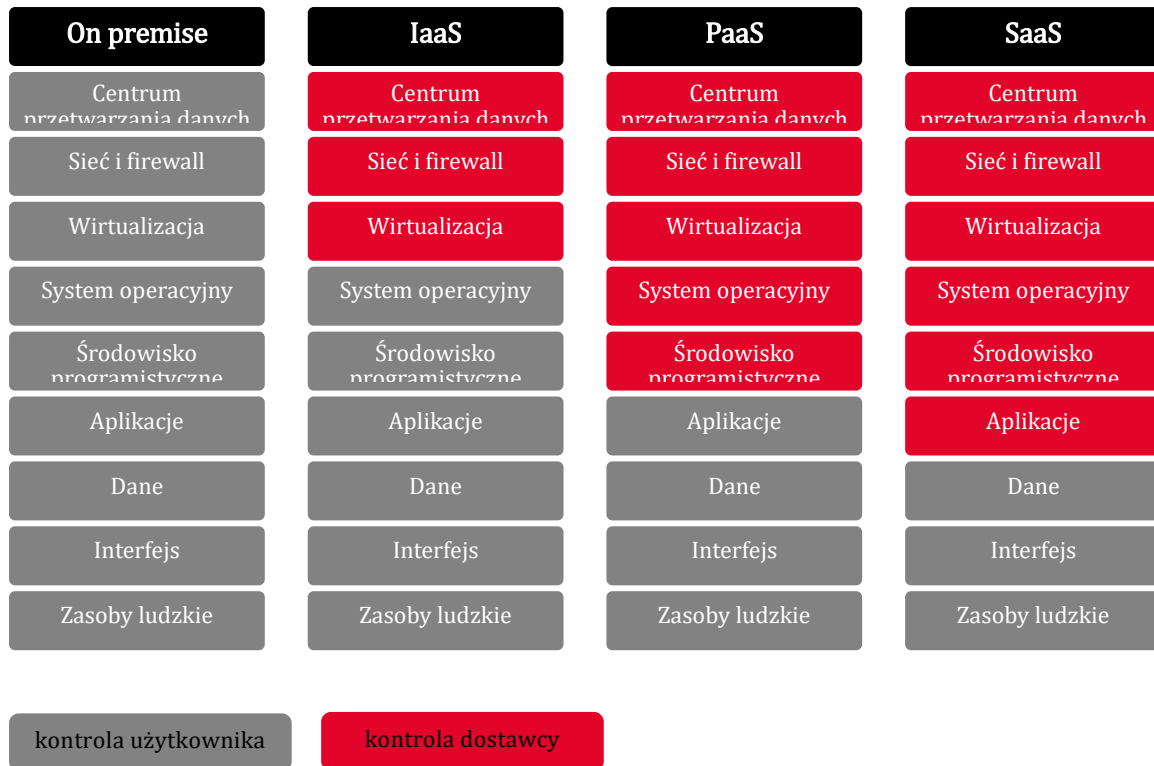 On premise
IaaS
PaaS
SaaS
Centrum
przetwarzania danych
Centrum
przetwarzania danych
Centrum
przetwarzania danych
Centrum
przetwarzania danych
Sieć i firewall
Sieć i firewall
Sieć i firewall
Sieć i firewall
Wirtualizacja
Wirtualizacja
Wirtualizacja
Wirtualizacja
System operacyjny
System operacyjny
System operacyjny
System operacyjny
Środowisko
programistyczne
Środowisko
programistyczne
Środowisko
programistyczne
Środowisko
programistyczne
Aplikacje
Aplikacje
Aplikacje
Aplikacje
Dane
Dane
Dane
Dane
Interfejs
Interfejs
Interfejs
Interfejs
Zasoby ludzkie
Zasoby ludzkie
Zasoby ludzkie
Zasoby ludzkie
kontrola użytkownika
kontrola dostawcy